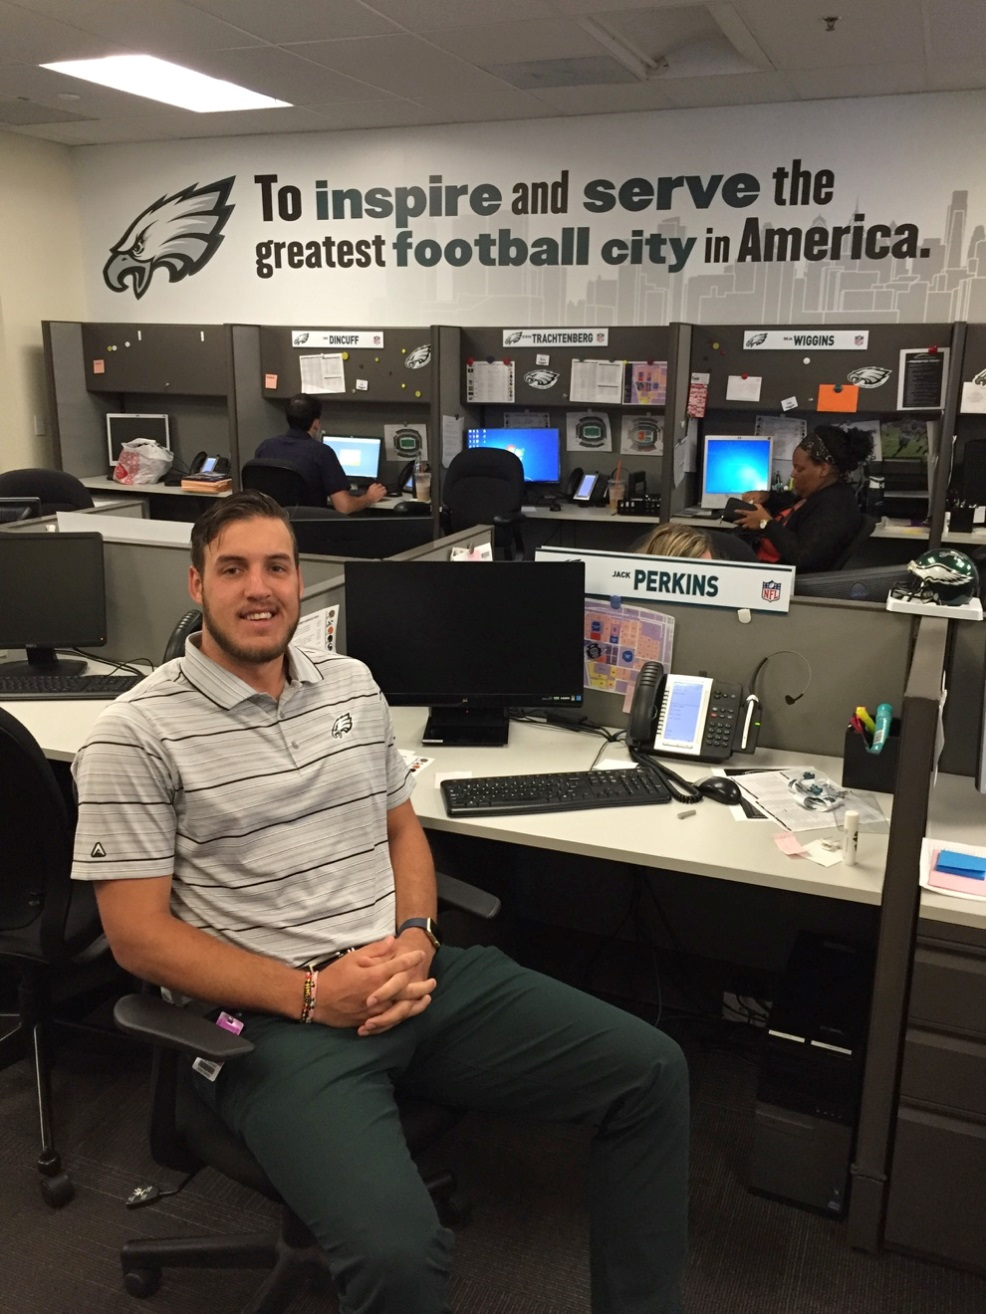 To inspire and serve the
greatest football city in America.
DINCUFF
TRACHTENBERG
WIGGINS
JACK PERKINS
NFL